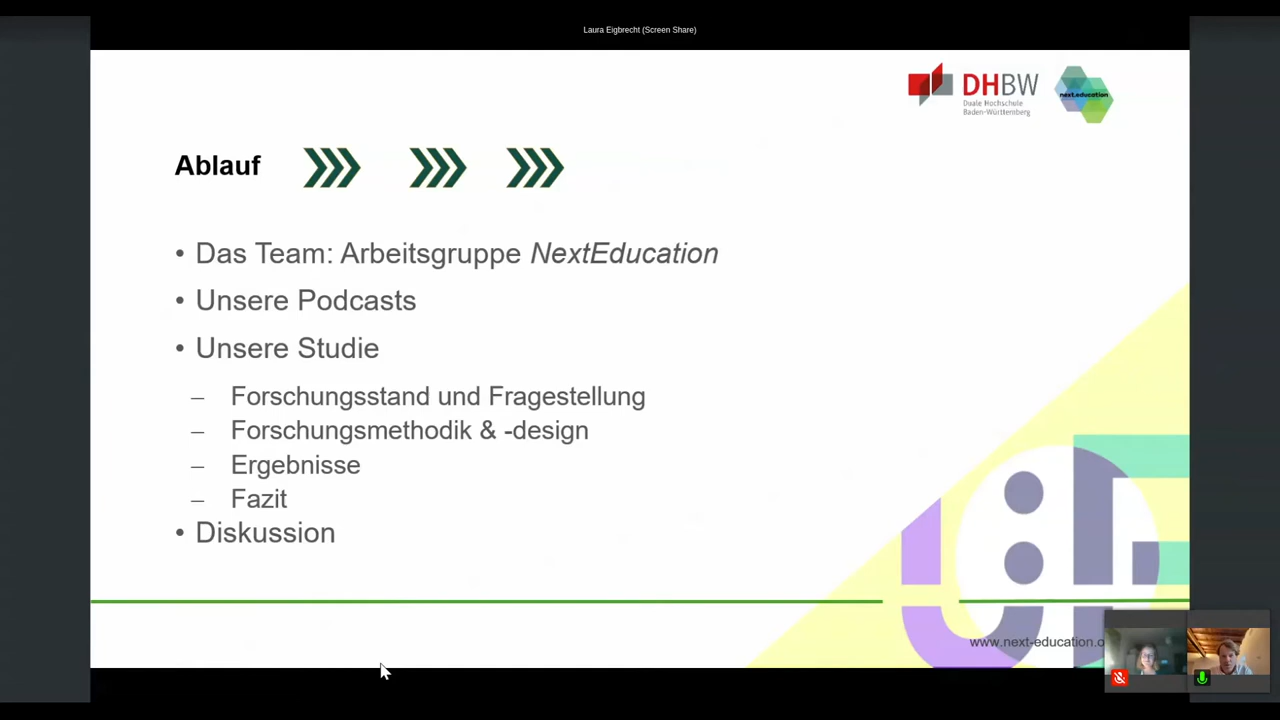 Laura Eigbrecht (Screen Share)
DHBW
Duale Hochschule
Baden-Württemberg
next.education
Ablauf
• Das Team: Arbeitsgruppe NextEducation
• Unsere Podcasts
• Unsere Studie
– Forschungsstand und Fragestellung
– Forschungsmethodik & -design
– Ergebnisse
– Fazit
• Diskussion
www.next-education.o